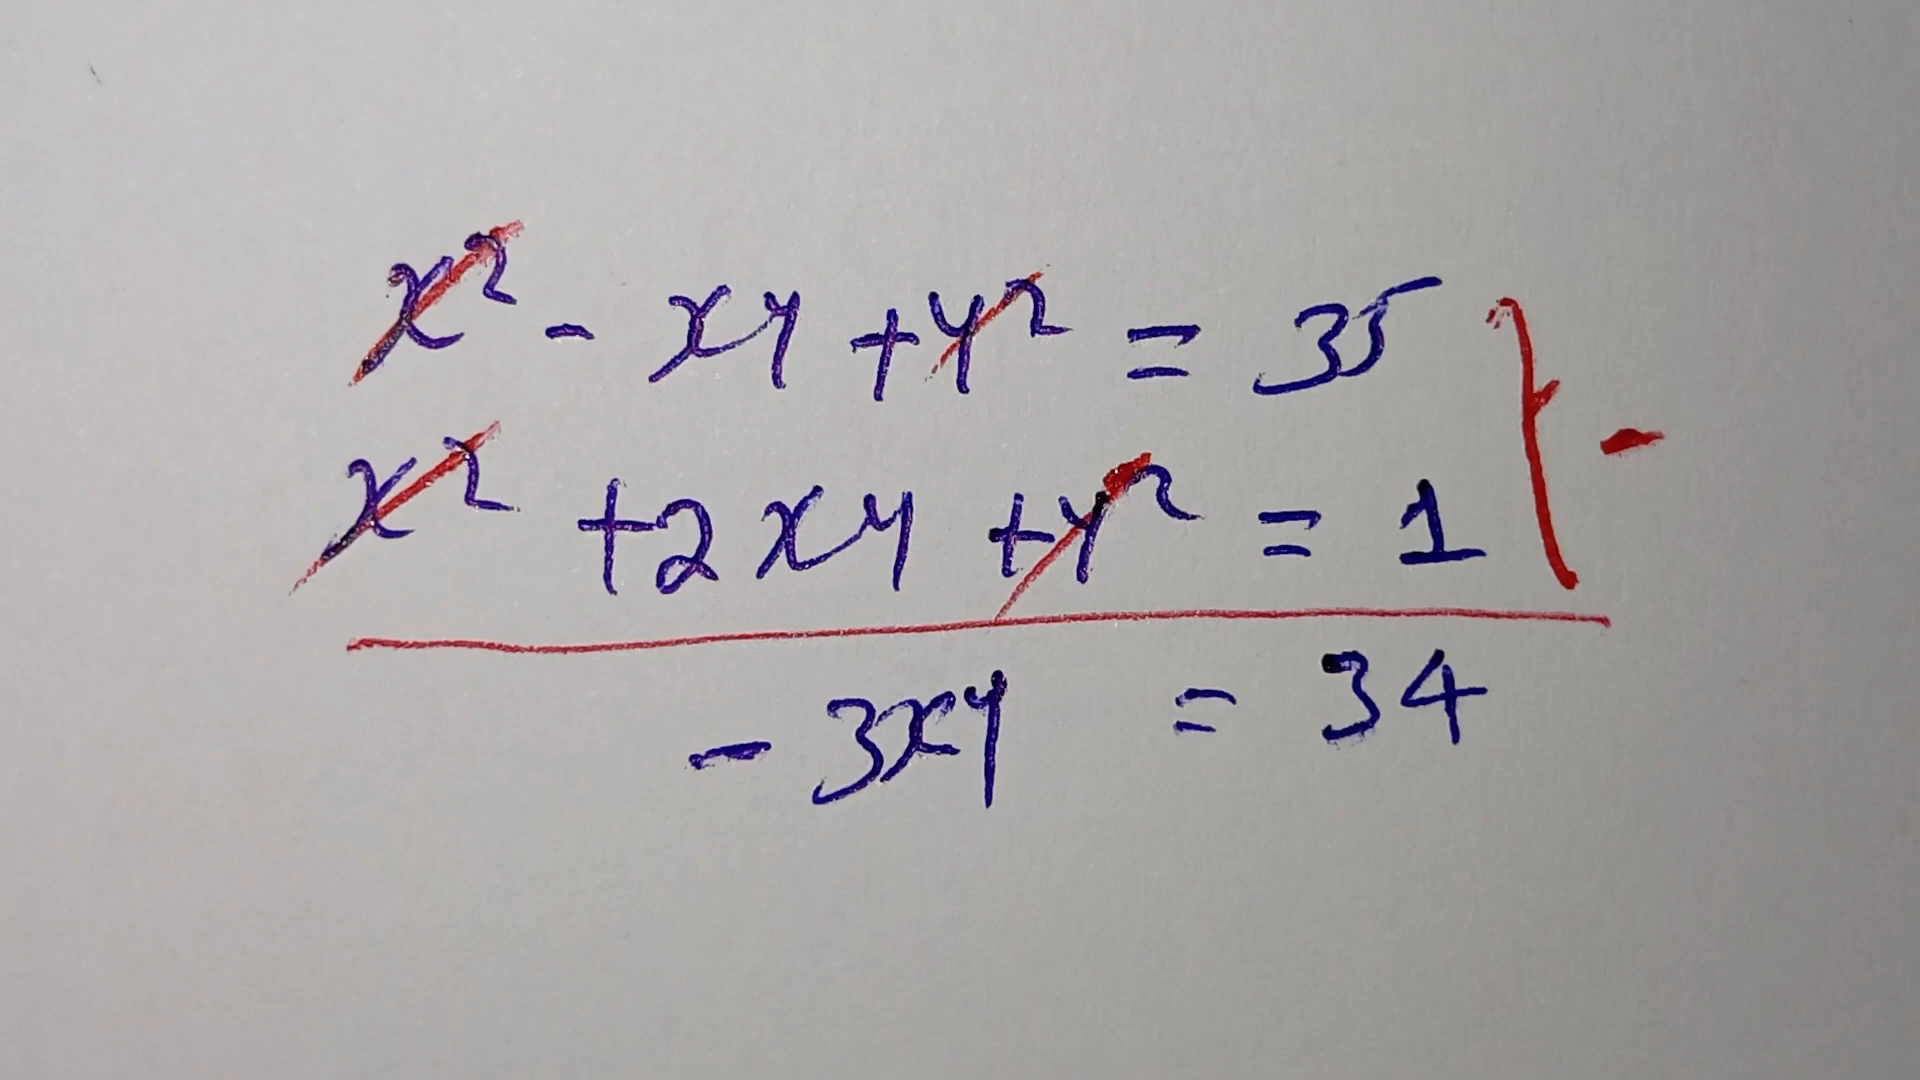 x² - xy + y² = 35
x² + 2xy + y² = 1
- 3xy = 34